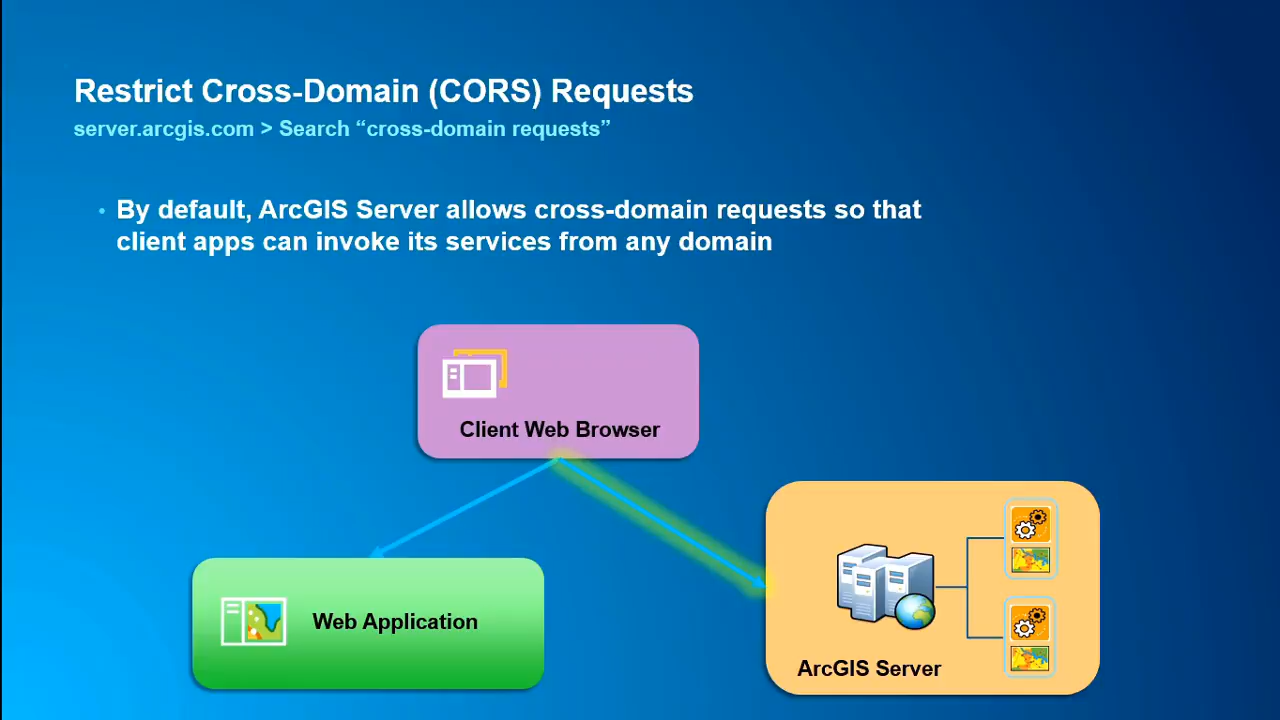 Restrict Cross-Domain (CORS) Requests
server.arcgis.com > Search “cross-domain requests”
• By default, ArcGIS Server allows cross-domain requests so that
client apps can invoke its services from any domain
Client Web Browser
Web Application
ArcGIS Server